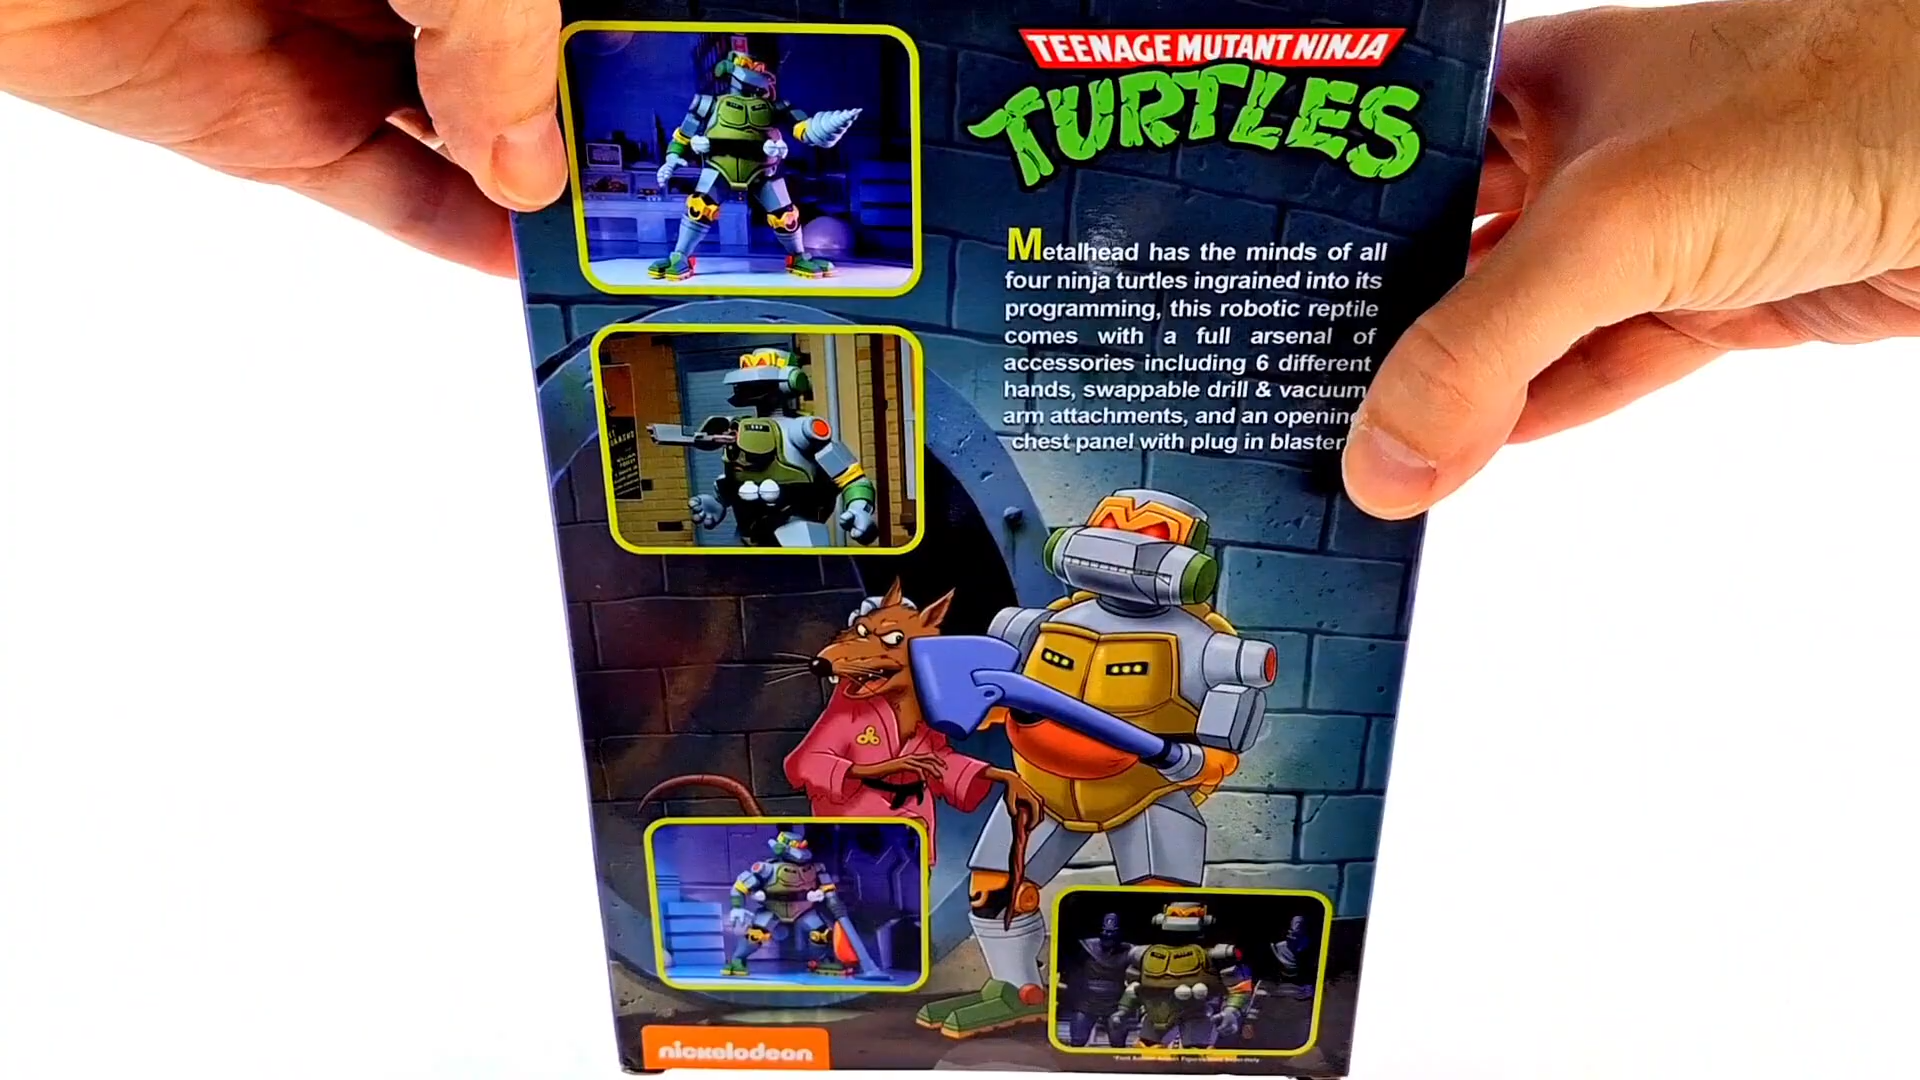 TEENAGE MUTANT NINJA
TURTLES
Metalhead has the minds of all
four ninja turtles ingrained into its
programming, this robotic reptile
comes with a full arsenal of
accessories including 6 different
hands, swappable drill & vacuum
arm attachments, and an opening
chest panel with plug in blaster
nickelodeon